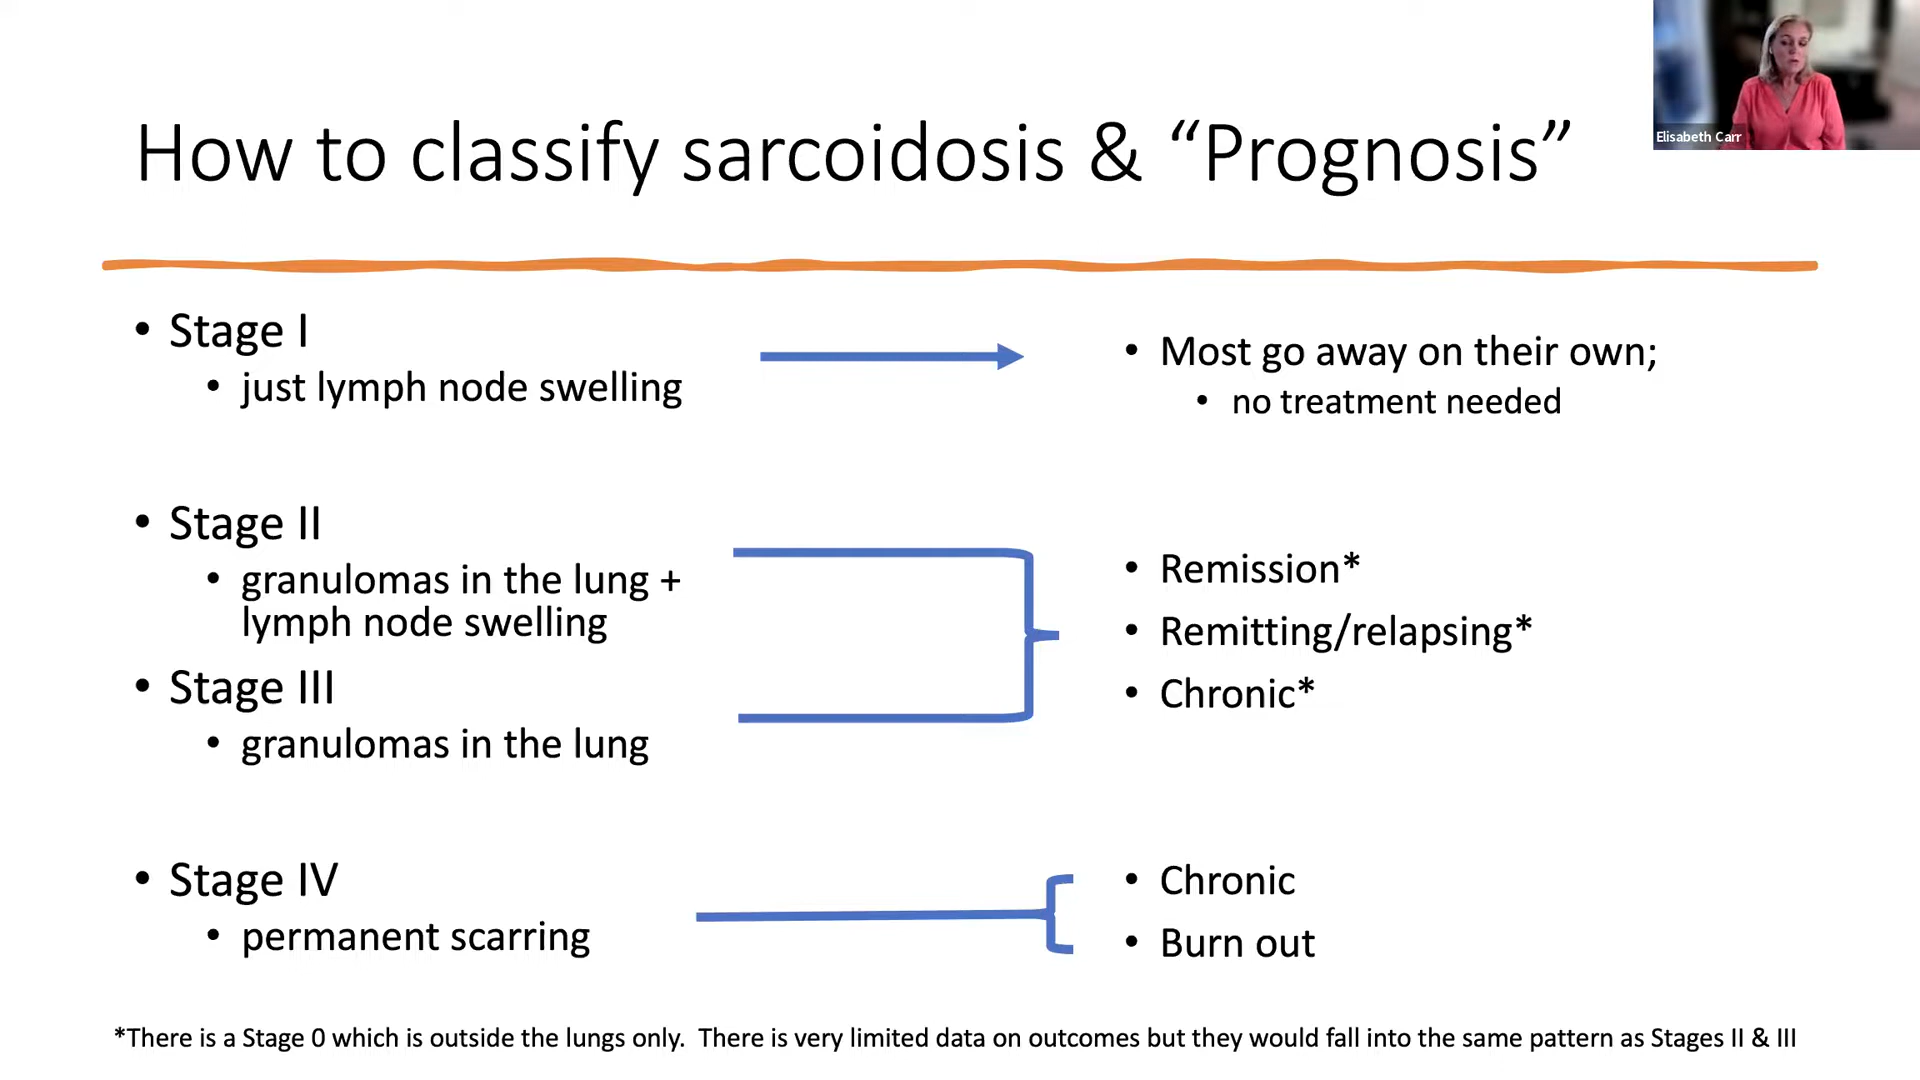 How to classify sarcoidosis & “Prognosis”
Elisabeth Carr
• Stage I
• just lymph node swelling
• Most go away on their own;
• no treatment needed
• Stage II
• granulomas in the lung +
lymph node swelling
• Stage III
• granulomas in the lung
• Remission*
• Remitting/relapsing*
• Chronic*
• Stage IV
• permanent scarring
• Chronic
• Burn out
*There is a Stage 0 which is outside the lungs only.  There is very limited data on outcomes but they would fall into the same pattern as Stages II & III